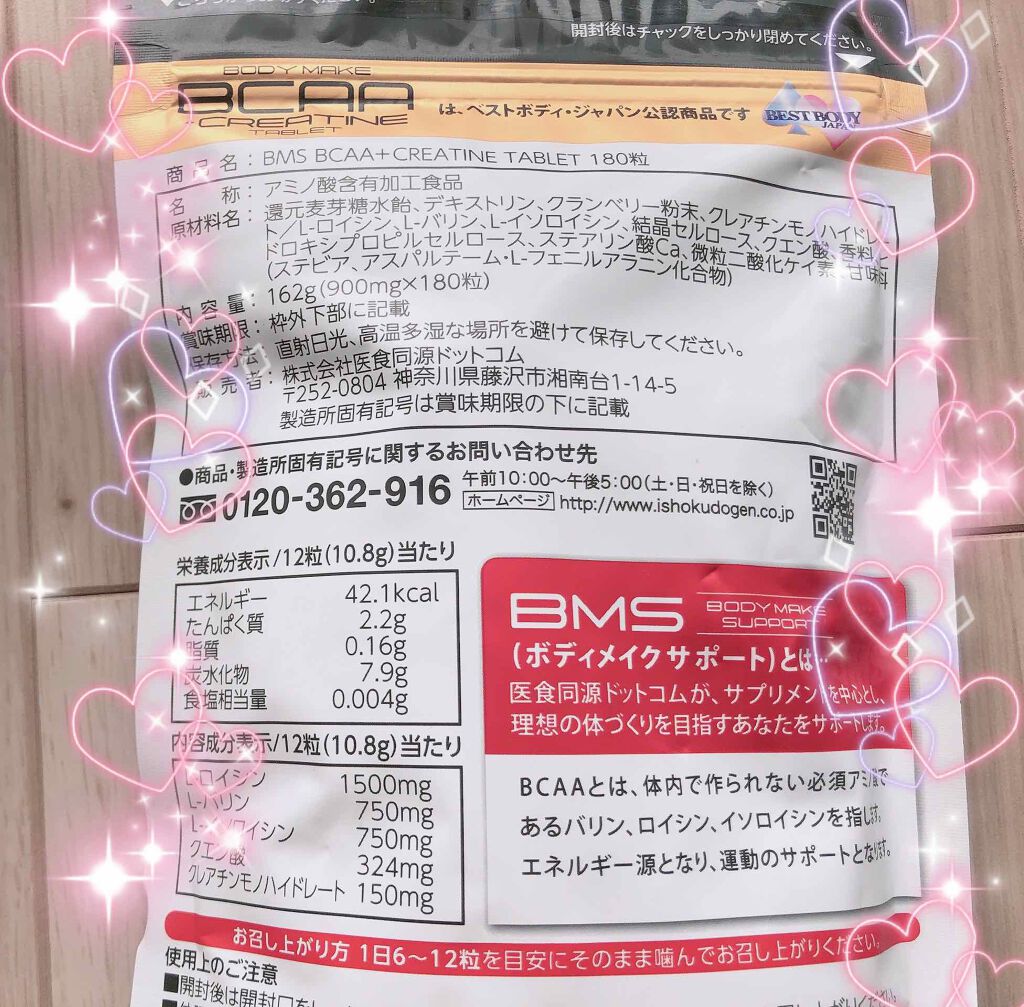 開封後はチャックをしっかり閉めてください。
BODY MAKE
BCAA
CREATINE
TABLET
は、ベストボディ・ジャパン公認商品です
BEST BODY
JAPAN
商品名：BMS BCAA+CREATINE TABLET 180粒
名称：アミノ酸含有加工食品
原材料名：還元麦芽糖水飴、デキストリン、クランベリー粉末、クレアチンモノハイドレー
ト/L-ロイシン、L-バリン、L-イソロイシン、結晶セルロース、クエン酸、香料、ヒ
ドロキシプロピルセルロース、ステアリン酸Ca、微粒二酸化ケイ素、甘味料
(ステビア、アスパルテーム・L-フェニルアラニン化合物)
内容量：162g(900mg×180粒)
賞味期限：枠外下部に記載
保存方法：直射日光、高温多湿な場所を避けて保存してください。
販売者：株式会社医食同源ドットコム
〒252-0804 神奈川県藤沢市湘南台1-14-5
製造所固有記号は賞味期限の下に記載
●商品・製造所固有記号に関するお問い合わせ先
0120-362-916 午前10:00〜午後5:00(土・日・祝日を除く)
ホームページ http://www.ishokudogen.co.jp
栄養成分表示/12粒(10.8g)当たり
エネルギー 42.1kcal
たんぱく質 2.2g
脂質 0.16g
炭水化物 7.9g
食塩相当量 0.004g
内容成分表示/12粒(10.8g)当たり
L-ロイシン 1500mg
L-バリン 750mg
L-イソロイシン 750mg
クエン酸 324mg
クレアチンモノハイドレート 150mg
BMS BODY MAKE
SUPPORT
(ボディメイクサポート)とは…
医食同源ドットコムが、サプリメントを中心とし、
理想の体づくりを目指すあなたをサポートします。
BCAAとは、体内で作られない必須アミノ酸で
あるバリン、ロイシン、イソロイシンを指します。
エネルギー源となり、運動のサポートとなります。
お召し上がり方 1日6〜12粒を目安にそのまま噛んでお召し上がりください。
使用上のご注意
■開封後は開封口を